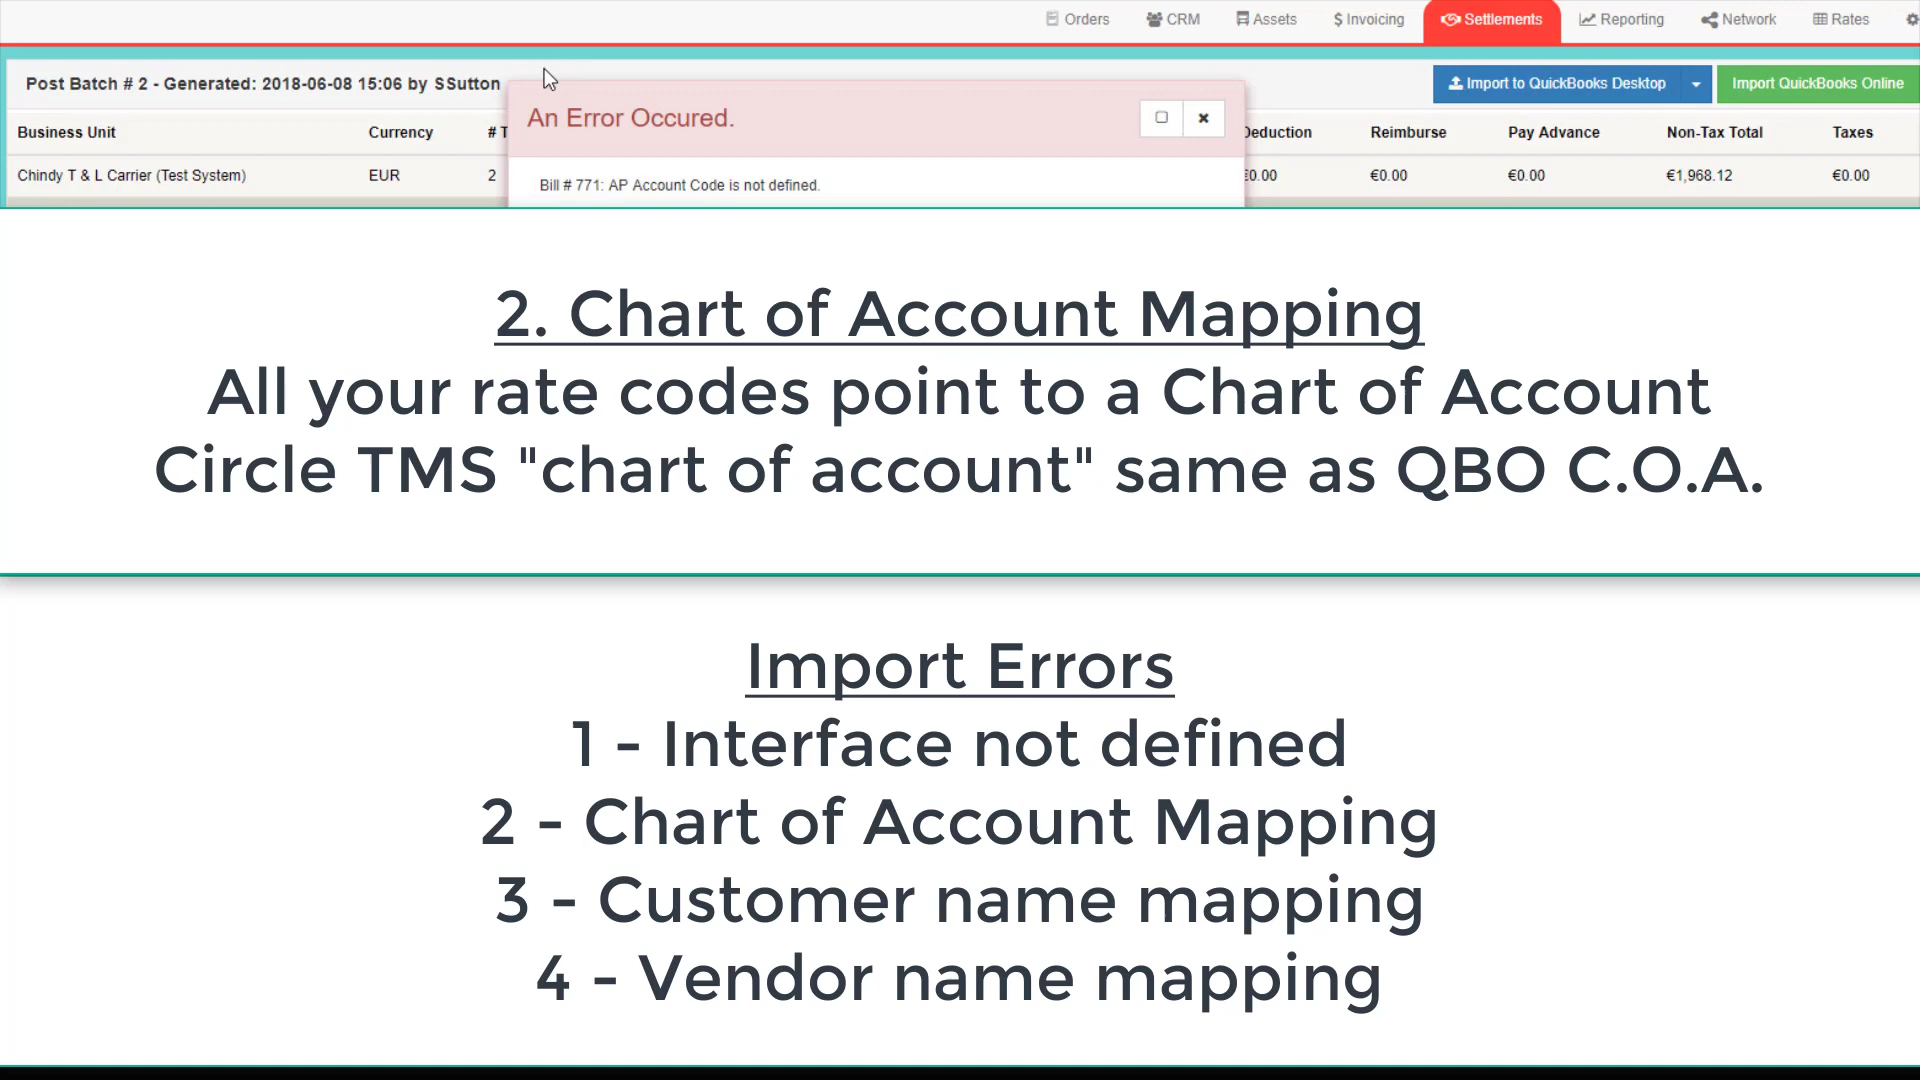 Orders CRM Assets $ Invoicing Settlements Reporting Network Rates
Post Batch # 2 - Generated: 2018-06-08 15:06 by SSutton
Import to QuickBooks Desktop
Import QuickBooks Online
An Error Occured.
Business Unit Currency # T Deduction Reimburse Pay Advance Non-Tax Total Taxes
Chindy T & L Carrier (Test System) EUR 2 €0.00 €0.00 €0.00 €1,968.12 €0.00
Bill # 771: AP Account Code is not defined.
2. Chart of Account Mapping
All your rate codes point to a Chart of Account
Circle TMS "chart of account" same as QBO C.O.A.
Import Errors
1 - Interface not defined
2 - Chart of Account Mapping
3 - Customer name mapping
4 - Vendor name mapping